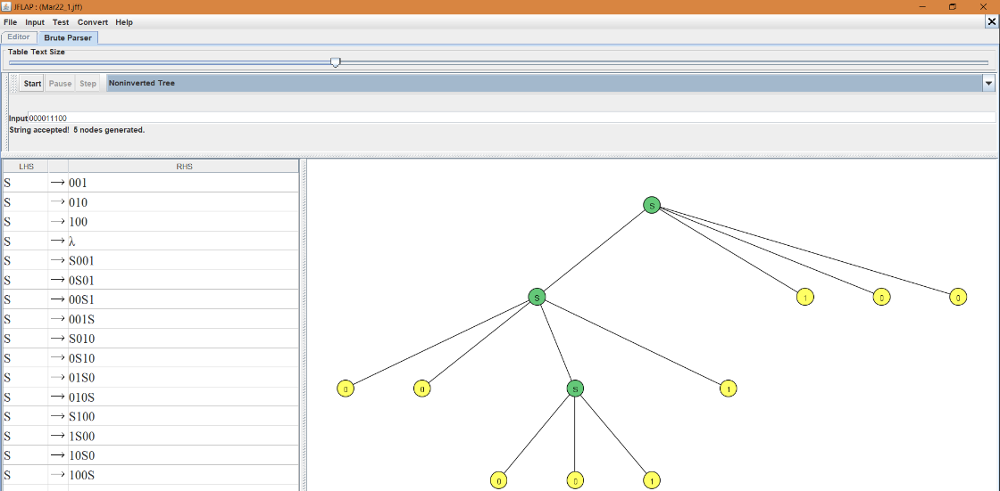 JFLAP : (Mar22_1.jff)
File Input Test Convert Help
Editor Brute Parser
Table Text Size
Start Pause Step Noninverted Tree
Input 000011100
String accepted! 5 nodes generated.
LHS RHS
S → 001
S → 010
S → 100
S → λ
S → S001
S → 0S01
S → 00S1
S → 001S
S → S010
S → 0S10
S → 01S0
S → 010S
S → S100
S → 1S00
S → 10S0
S → 100S
S
S 1 0 0
0 0 S 1
0 0 1